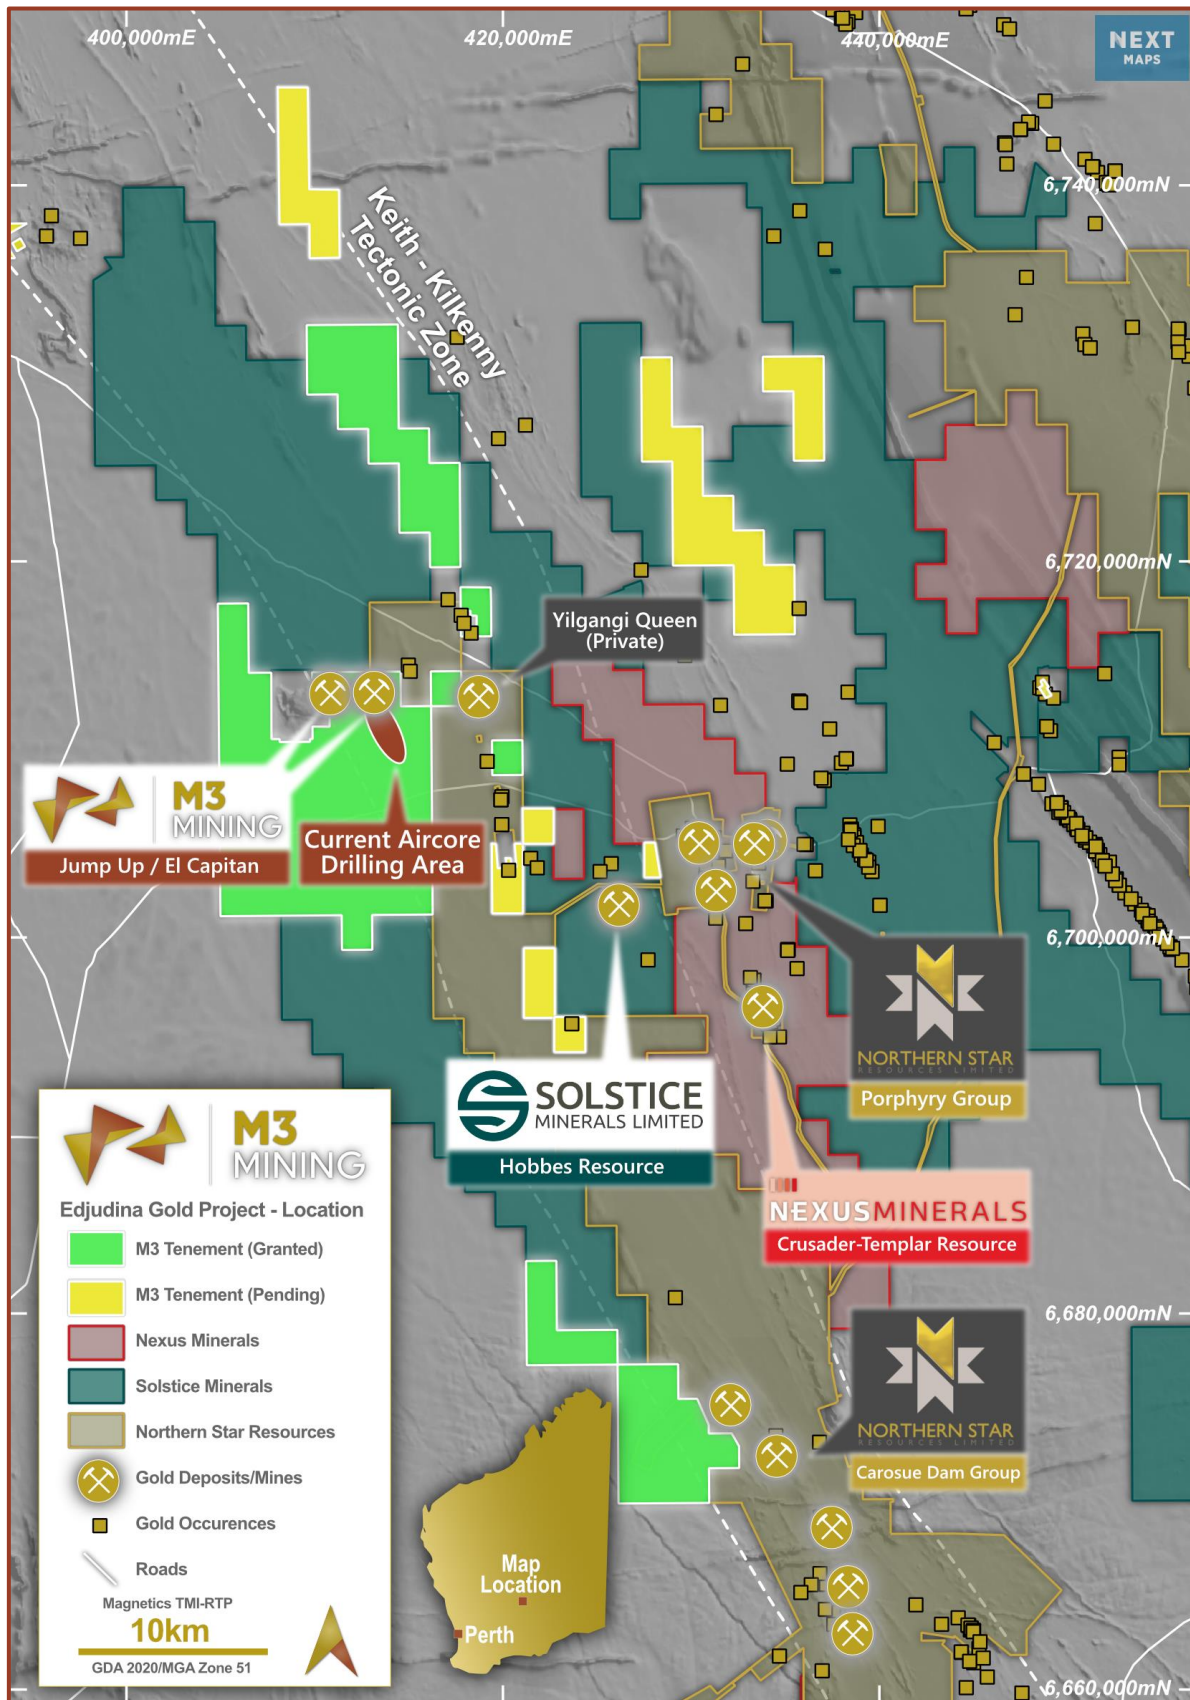 400,000mE
420,000mE
440,000mE
NEXT
MAPS
6,740,000mN
Keith - Kilkenny
Tectonic Zone
6,720,000mN
Yilgangi Queen
(Private)
M3
MINING
Jump Up / El Capitan
Current Aircore
Drilling Area
6,700,000mN
NORTHERN STAR
RESOURCES LIMITED
Porphyry Group
SOLSTICE
MINERALS LIMITED
Hobbes Resource
NEXUSMINERALS
Crusader-Templar Resource
6,680,000mN
NORTHERN STAR
RESOURCES LIMITED
Carosue Dam Group
M3
MINING
Edjudina Gold Project - Location
M3 Tenement (Granted)
M3 Tenement (Pending)
Nexus Minerals
Solstice Minerals
Northern Star Resources
Gold Deposits/Mines
Gold Occurences
Roads
Magnetics TMI-RTP
10km
GDA 2020/MGA Zone 51
Map
Location
Perth
6,660,000mN